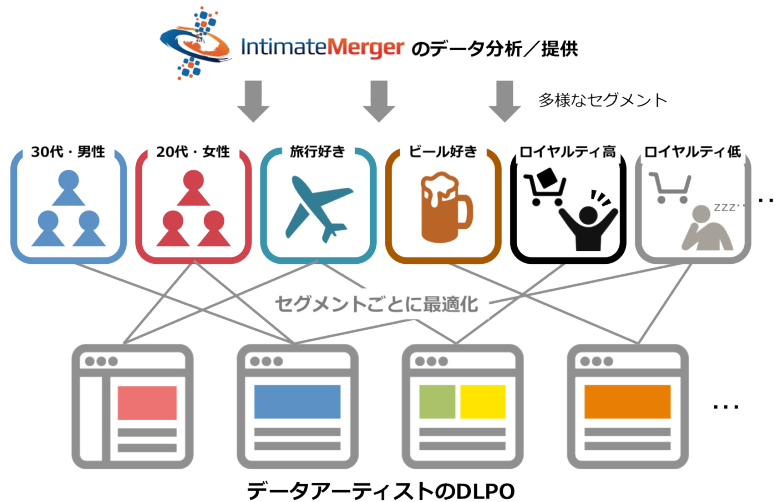 IntimateMerger のデータ分析／提供
多様なセグメント
30代・男性
20代・女性
旅行好き
ビール好き
ロイヤルティ高
ロイヤルティ低
zzz…
…
セグメントごとに最適化
…
データアーティストのDLPO